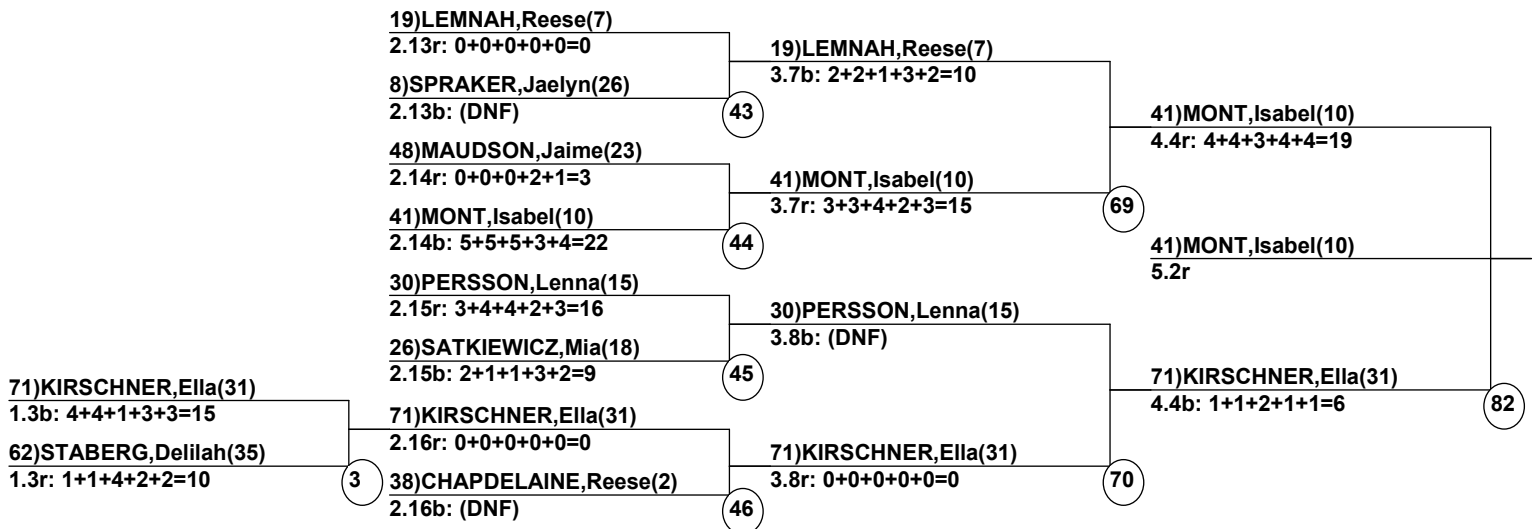 19)LEMNAH,Reese(7)
2.13r: 0+0+0+0+0=0
8)SPRAKER,Jaelyn(26)
2.13b: (DNF)
43
48)MAUDSON,Jaime(23)
2.14r: 0+0+0+2+1=3
41)MONT,Isabel(10)
2.14b: 5+5+5+3+4=22
44
30)PERSSON,Lenna(15)
2.15r: 3+4+4+2+3=16
26)SATKIEWICZ,Mia(18)
2.15b: 2+1+1+3+2=9
45
71)KIRSCHNER,Ella(31)
1.3b: 4+4+1+3+3=15
62)STABERG,Delilah(35)
1.3r: 1+1+4+2+2=10
3
71)KIRSCHNER,Ella(31)
2.16r: 0+0+0+0+0=0
38)CHAPDELAINE,Reese(2)
2.16b: (DNF)
46
19)LEMNAH,Reese(7)
3.7b: 2+2+1+3+2=10
41)MONT,Isabel(10)
3.7r: 3+3+4+2+3=15
69
30)PERSSON,Lenna(15)
3.8b: (DNF)
71)KIRSCHNER,Ella(31)
3.8r: 0+0+0+0+0=0
70
41)MONT,Isabel(10)
4.4r: 4+4+3+4+4=19
71)KIRSCHNER,Ella(31)
4.4b: 1+1+2+1+1=6
82
41)MONT,Isabel(10)
5.2r